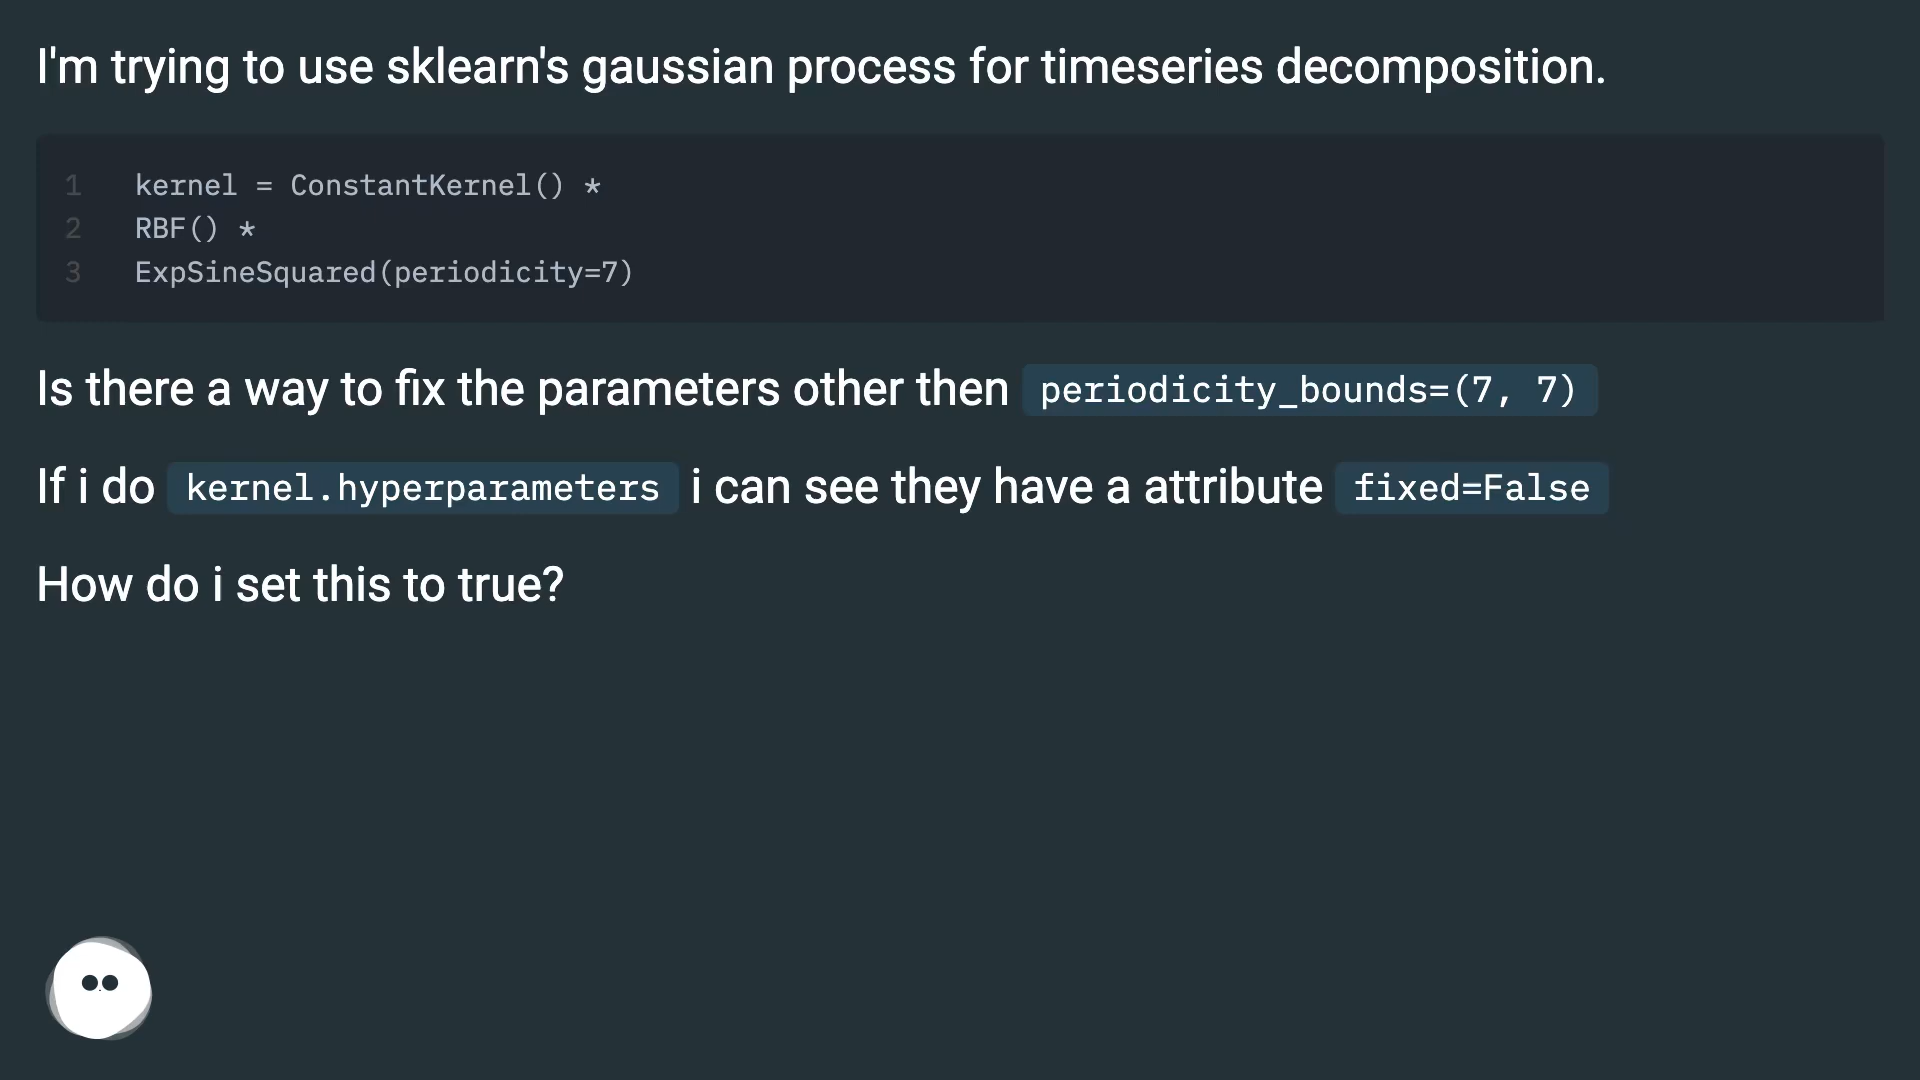 I'm trying to use sklearn's gaussian process for timeseries decomposition.
1 kernel = ConstantKernel() *
2 RBF() *
3 ExpSineSquared(periodicity=7)
Is there a way to fix the parameters other then periodicity_bounds=(7, 7)
If i do kernel.hyperparameters i can see they have a attribute fixed=False
How do i set this to true?